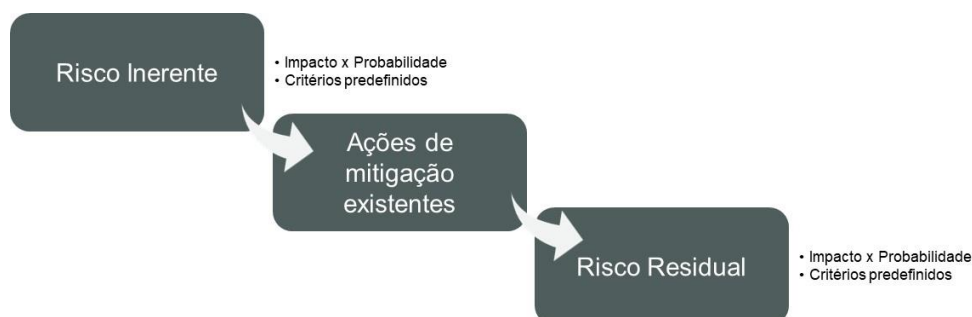 Risco Inerente
• Impacto x Probabilidade
• Critérios predefinidos
Ações de
mitigação
existentes
Risco Residual
• Impacto x Probabilidade
• Critérios predefinidos